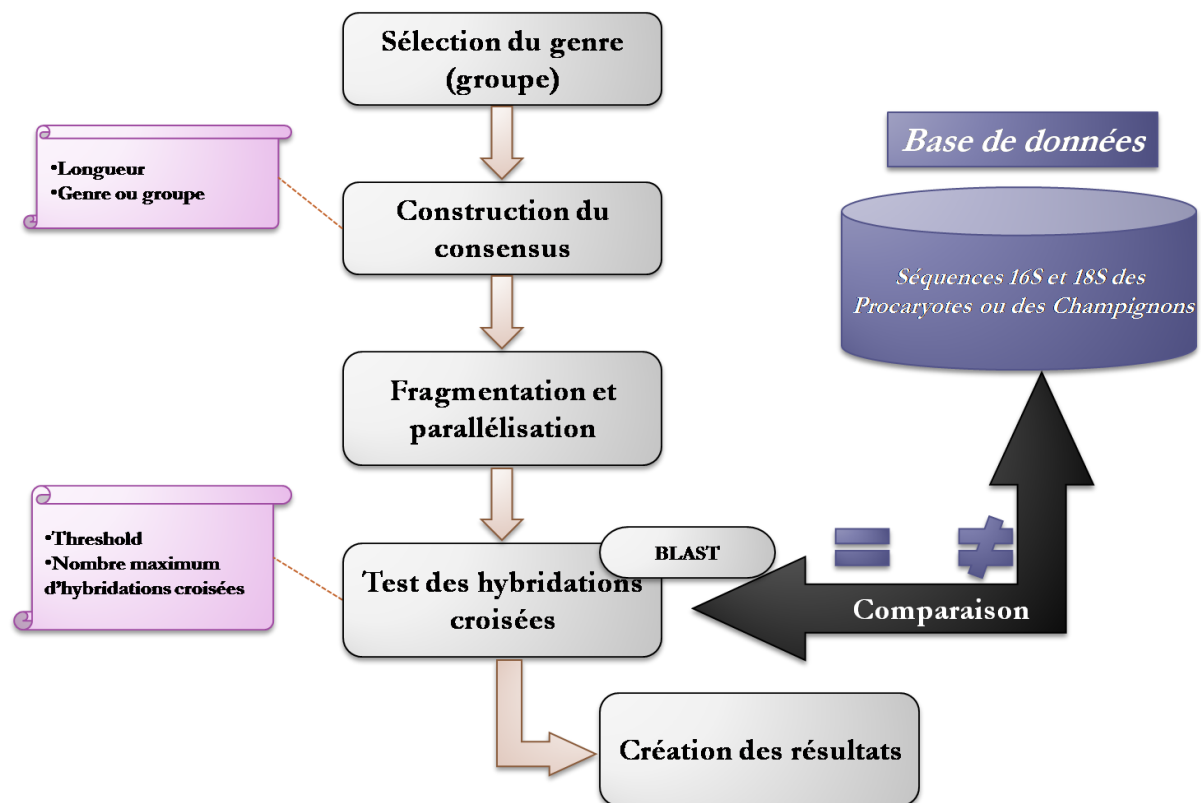 Sélection du genre
(groupe)
•Longueur
•Genre ou groupe
Construction du
consensus
Base de données
Séquences 16S et 18S des
Procaryotes ou des Champignons
Fragmentation et
parallélisation
•Threshold
•Nombre maximum
d'hybridations croisées
BLAST
= ≠
Test des hybridations
croisées
Comparaison
Création des résultats